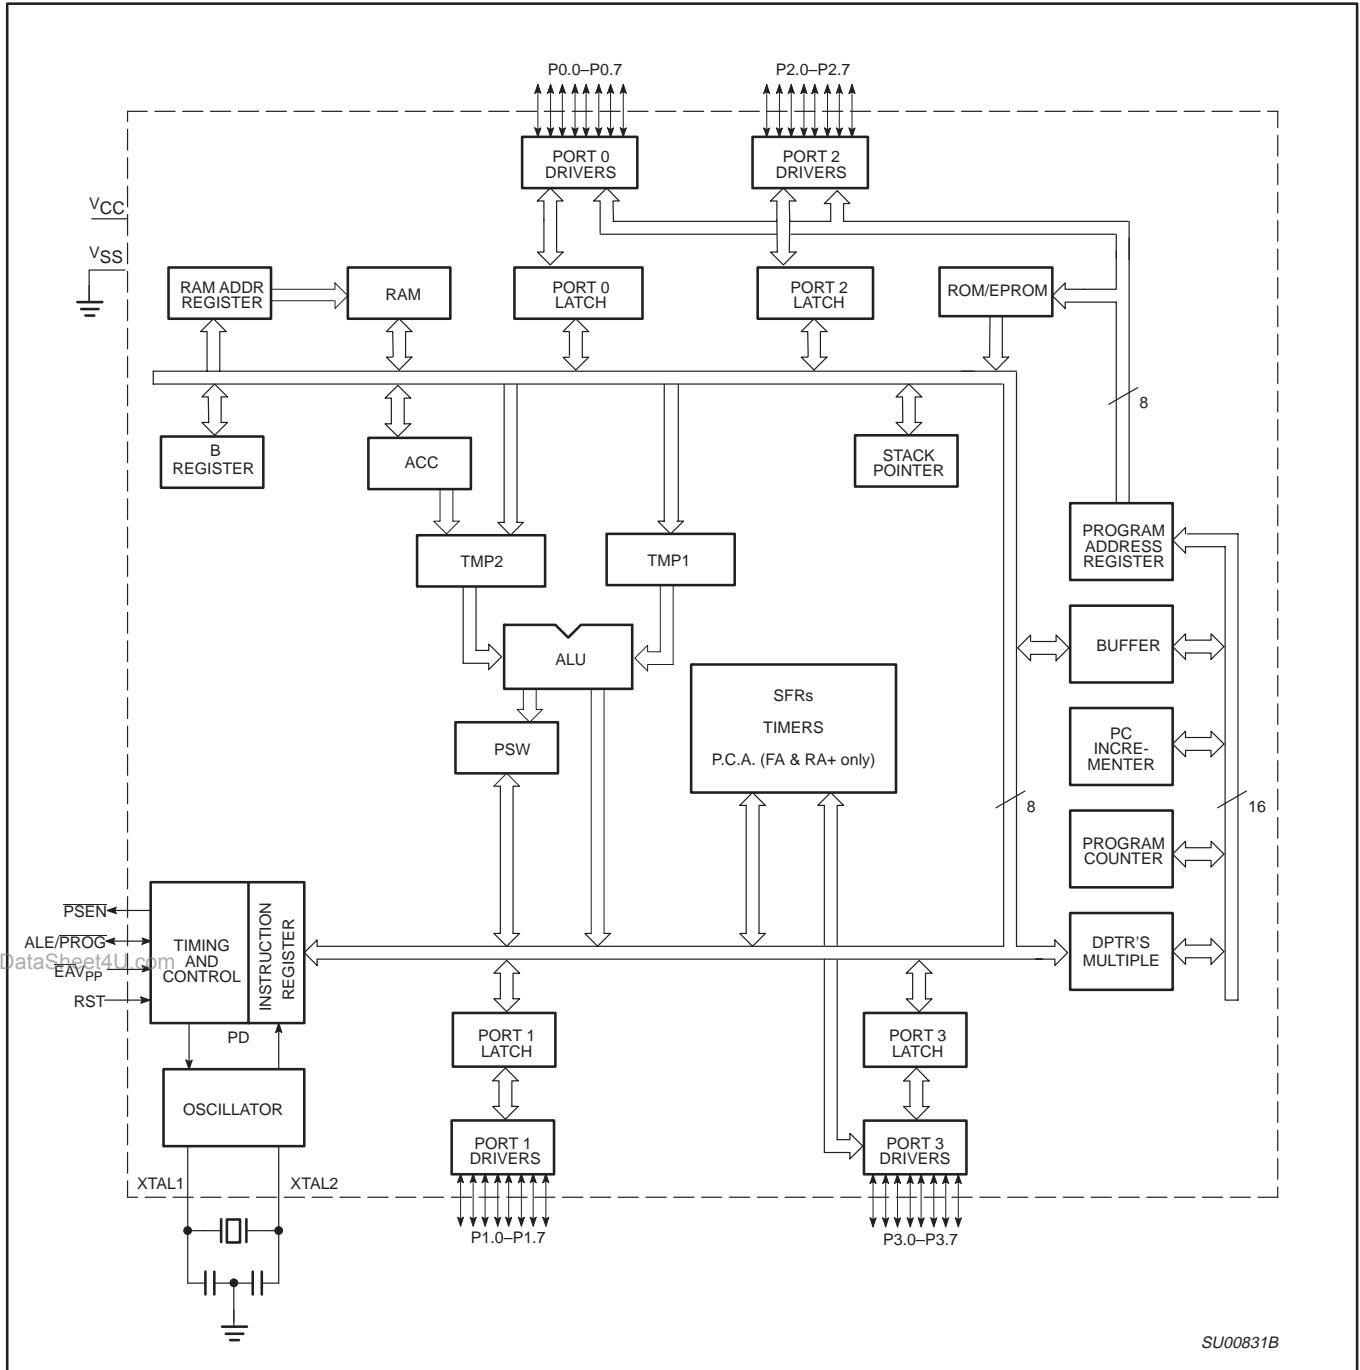 P0.0–P0.7
P2.0–P2.7
PORT 0
DRIVERS
PORT 2
DRIVERS
VCC
VSS
RAM ADDR
REGISTER
RAM
PORT 0
LATCH
PORT 2
LATCH
ROM/EPROM
8
B
REGISTER
ACC
STACK
POINTER
TMP2
TMP1
PROGRAM
ADDRESS
REGISTER
ALU
BUFFER
SFRs
TIMERS
P.C.A. (FA & RA+ only)
PSW
PC
INCRE-
MENTER
8
16
PROGRAM
COUNTER
PSEN
ALE/PROG
EAVPP
RST
DataSheet4U.com
TIMING
AND
CONTROL
INSTRUCTION
REGISTER
DPTR'S
MULTIPLE
PD
PORT 1
LATCH
PORT 3
LATCH
OSCILLATOR
PORT 1
DRIVERS
PORT 3
DRIVERS
XTAL1
XTAL2
P1.0–P1.7
P3.0–P3.7
SU00831B